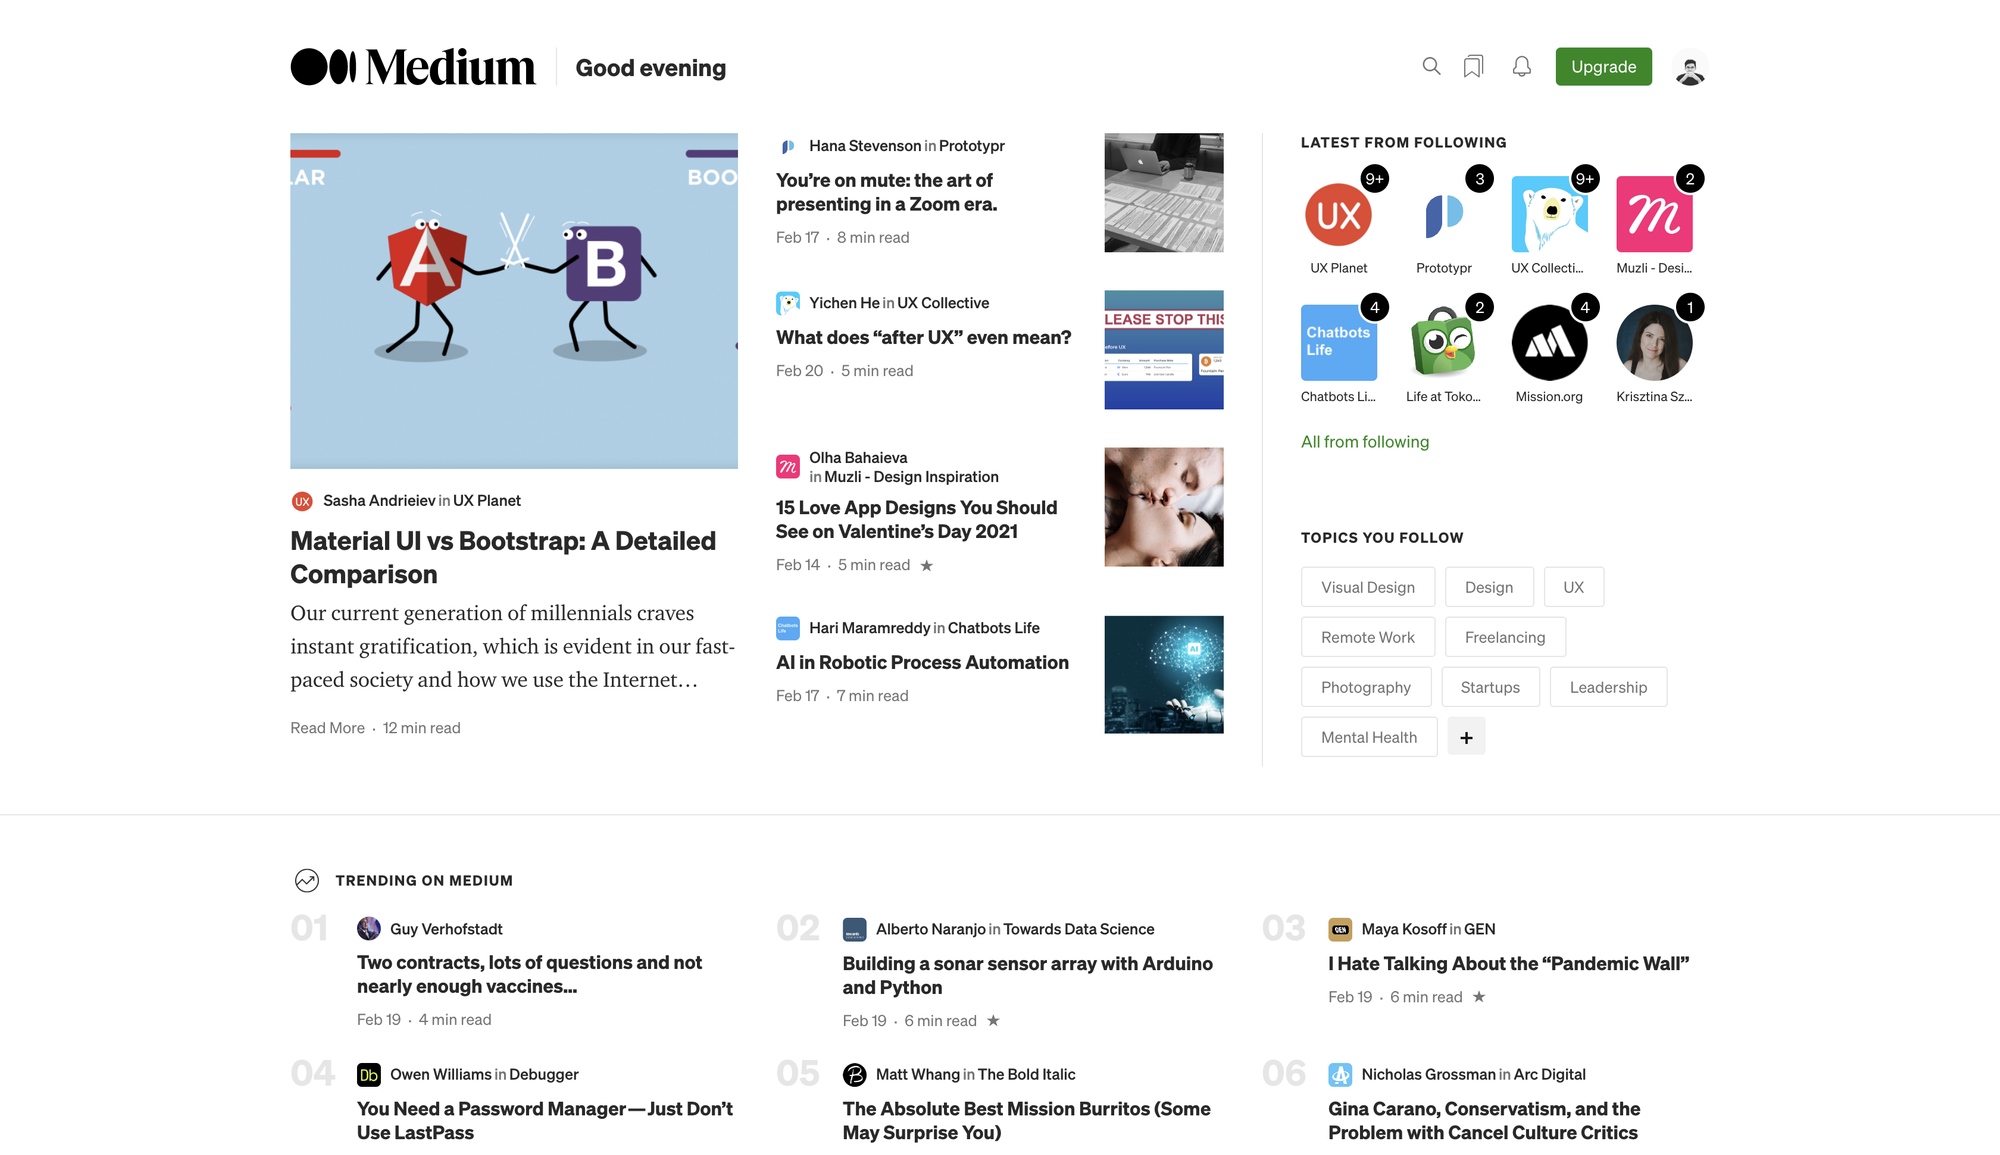 Medium
Good evening
Upgrade
LAR
BOO
A
B
UX
Sasha Andrieiev in UX Planet
Material UI vs Bootstrap: A Detailed
Comparison
Our current generation of millennials craves
instant gratification, which is evident in our fast-
paced society and how we use the Internet…
Read More · 12 min read
Hana Stevenson in Prototypr
You’re on mute: the art of
presenting in a Zoom era.
Feb 17 · 8 min read
Yichen He in UX Collective
What does “after UX” even mean?
Feb 20 · 5 min read
LEASE STOP THIS
efore UX
Olha Bahaieva
in Muzli - Design Inspiration
15 Love App Designs You Should
See on Valentine’s Day 2021
Feb 14 · 5 min read ★
Chatbots
Life
Hari Maramreddy in Chatbots Life
AI in Robotic Process Automation
Feb 17 · 7 min read
AI
LATEST FROM FOLLOWING
9+
3
9+
2
UX
m
UX Planet
Prototypr
UX Collecti...
Muzli - Desi...
4
2
4
1
Chatbots
Life
Chatbots Li...
Life at Toko...
Mission.org
Krisztina Sz...
All from following
TOPICS YOU FOLLOW
Visual Design
Design
UX
Remote Work
Freelancing
Photography
Startups
Leadership
Mental Health
+
TRENDING ON MEDIUM
01
Guy Verhofstadt
Two contracts, lots of questions and not
nearly enough vaccines...
Feb 19 · 4 min read
02
Alberto Naranjo in Towards Data Science
Building a sonar sensor array with Arduino
and Python
Feb 19 · 6 min read ★
03
GEN
Maya Kosoff in GEN
I Hate Talking About the “Pandemic Wall”
Feb 19 · 6 min read ★
04
Db
Owen Williams in Debugger
You Need a Password Manager — Just Don’t
Use LastPass
05
B
Matt Whang in The Bold Italic
The Absolute Best Mission Burritos (Some
May Surprise You)
06
Nicholas Grossman in Arc Digital
Gina Carano, Conservatism, and the
Problem with Cancel Culture Critics